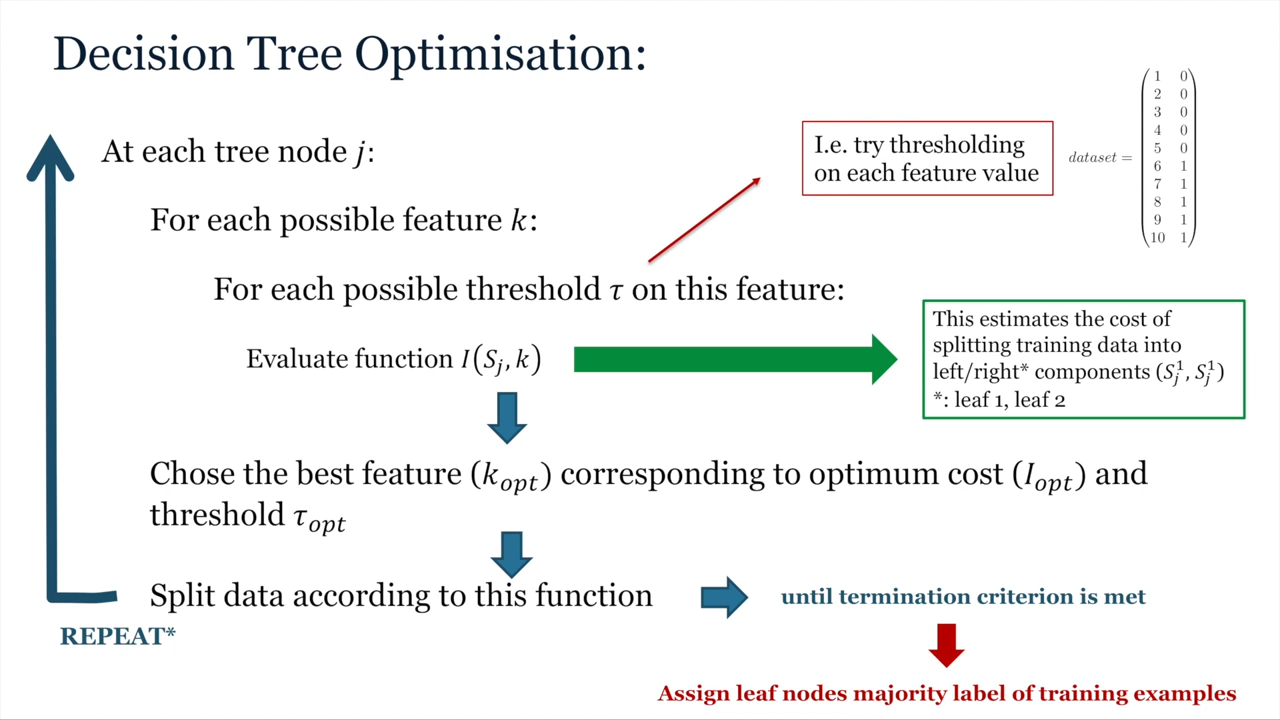 Decision Tree Optimisation:
At each tree node j:
For each possible feature k:
For each possible threshold τ on this feature:
I.e. try thresholding
on each feature value
dataset =
1 0
2 0
3 0
4 0
5 0
6 1
7 1
8 1
9 1
10 1
Evaluate function I(S_j, k)
This estimates the cost of
splitting training data into
left/right* components (S_j^1, S_j^1)
*: leaf 1, leaf 2
Chose the best feature (k_opt) corresponding to optimum cost (I_opt) and
threshold τ_opt
Split data according to this function
until termination criterion is met
REPEAT*
Assign leaf nodes majority label of training examples